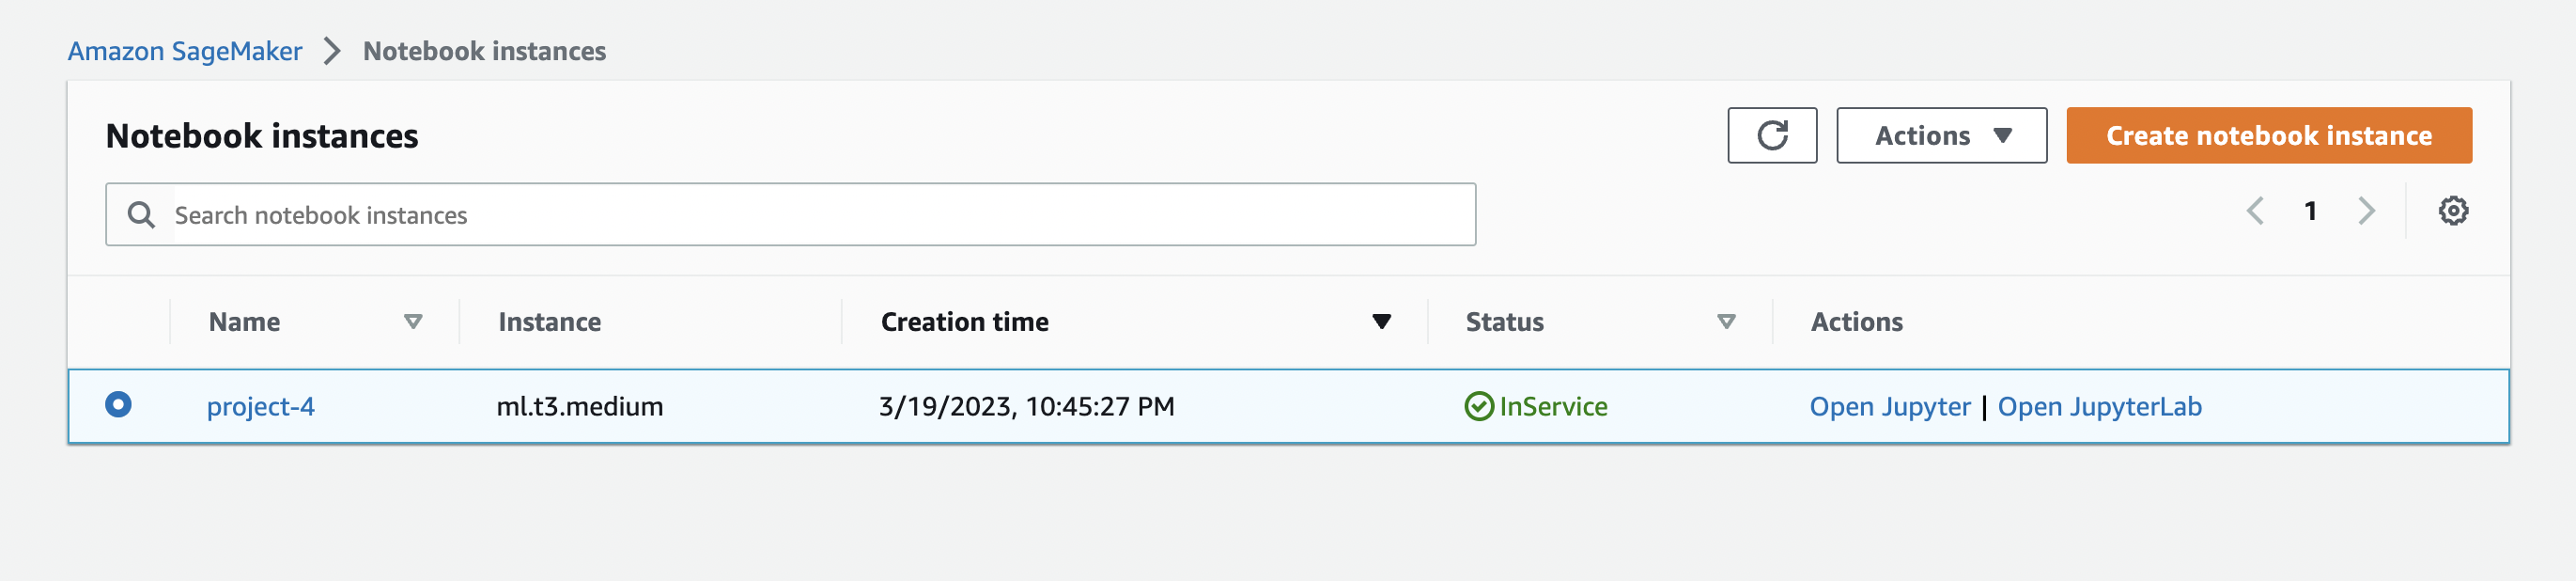 Amazon SageMaker > Notebook instances
Notebook instances
Actions
Create notebook instance
Search notebook instances
1
Name Instance Creation time Status Actions
project-4 ml.t3.medium 3/19/2023, 10:45:27 PM InService Open Jupyter | Open JupyterLab